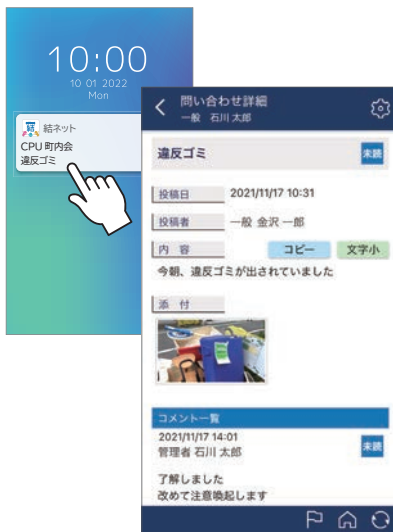 10:00
10 01 2022
Mon
結 結ネット
CPU 町内会
違反ゴミ
問い合わせ詳細
一般 石川 太郎
違反ゴミ
未読
投稿日 2021/11/17 10:31
投稿者 一般 金沢 一郎
内 容 コピー 文字小
今朝、違反ゴミが出されていました
添 付
コメント一覧
2021/11/17 14:01
管理者 石川 太郎
未読
了解しました
改めて注意喚起します